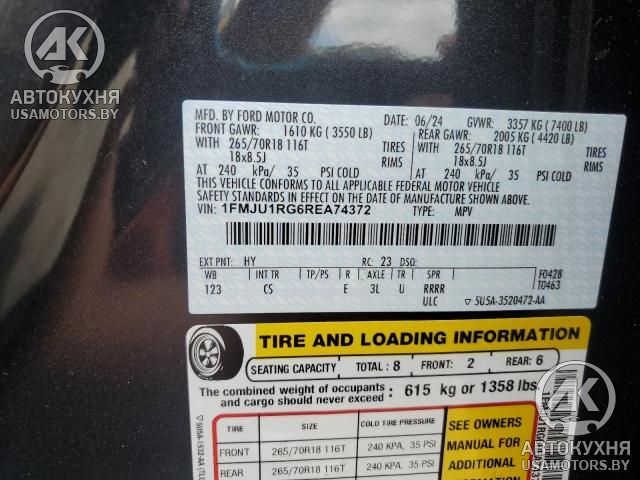 AK
АВТОКУХНЯ
USAMOTORS.BY
AK
АВТОКУХНЯ
USAMOTORS.BY
MFD. BY FORD MOTOR CO.
DATE: 06/24 GVWR: 3357 KG ( 7400 LB)
FRONT GAWR: 1610 KG ( 3550 LB)
REAR GAWR: 2005 KG ( 4420 LB)
WITH 265/70R18 116T TIRES
WITH 265/70R18 116T TIRES
18x8.5J RIMS
18x8.5J RIMS
AT 240 kPa/ 35 PSI COLD
AT 240 kPa/ 35 PSI COLD
THIS VEHICLE CONFORMS TO ALL APPLICABLE FEDERAL MOTOR VEHICLE
SAFETY STANDARDS IN EFFECT ON THE DATE OF MANUFACTURE SHOWN ABOVE.
VIN: 1FMJU1RG6REA74372 TYPE: MPV
EXT PNT: HY RC: 23 DSO:
WB INT TR TP/PS R AXLE TR SPR F0428
123 CS E 3L U RRRR T0463
ULC ▽ 5U5A-3520472-AA
TIRE AND LOADING INFORMATION
SEATING CAPACITY TOTAL : 8 FRONT: 2 REAR: 6
The combined weight of occupants
and cargo should never exceed : 615 kg or 1358 lbs.
TIRE SIZE COLD TIRE PRESSURE
FRONT 265/70R18 116T 240 KPA, 35 PSI
REAR 265/70R18 116T 240 KPA, 35 PSI
SEE OWNERS
MANUAL FOR
ADDITIONAL
INFORMATION
AK
АВТОКУХНЯ
USAMOTORS.BY